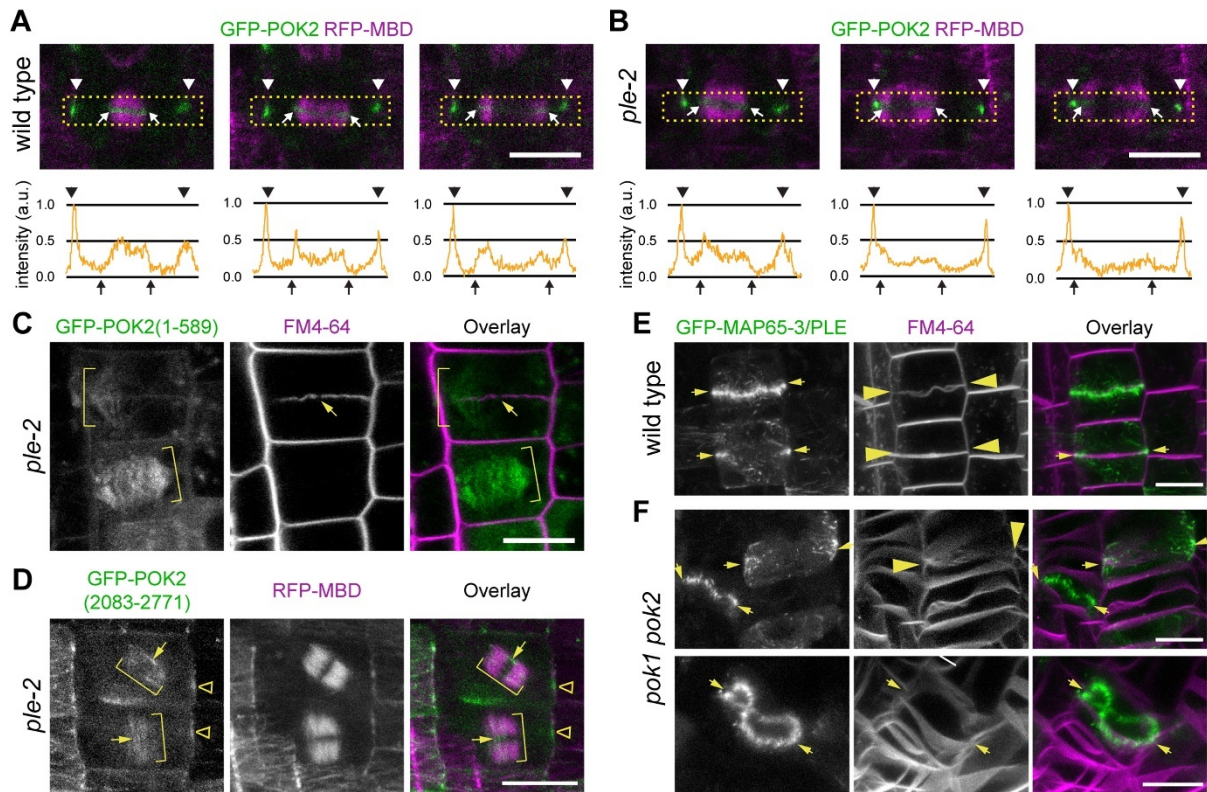 A
GFP-POK2 RFP-MBD
wild type
intensity (a.u.)
1.0
0.5
0.0
1.0
0.5
0.0
1.0
0.5
0.0
B
GFP-POK2 RFP-MBD
ple-2
intensity (a.u.)
1.0
0.5
0.0
1.0
0.5
0.0
1.0
0.5
0.0
C
GFP-POK2(1-589) FM4-64 Overlay
ple-2
D
GFP-POK2
(2083-2771)
RFP-MBD Overlay
ple-2
E
GFP-MAP65-3/PLE FM4-64 Overlay
wild type
F
pok1 pok2